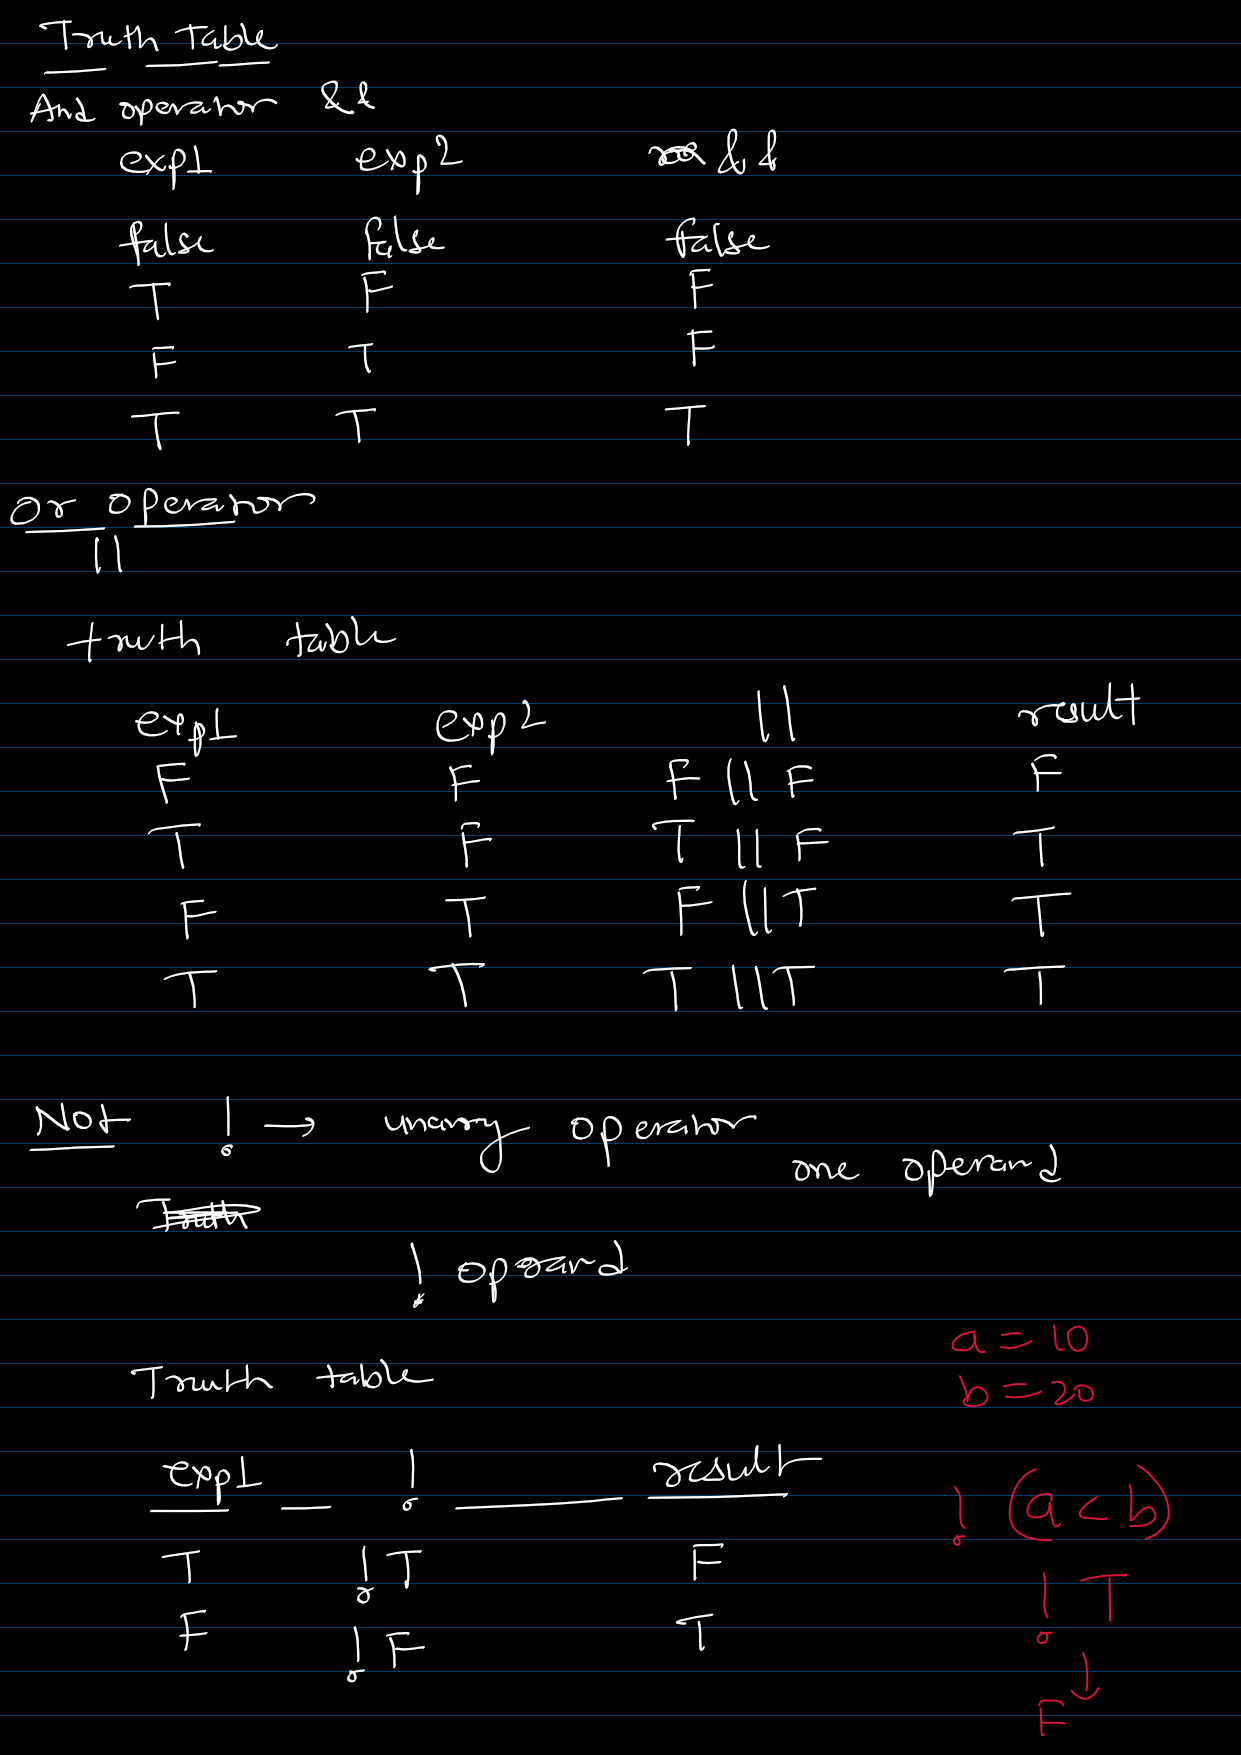 Truth Table
And operator &&
exp1 exp2 &&
false false false
T F F
F T F
T T T
Or Operator
||
truth table
exp1 exp2 || result
F F F || F F
T F T || F T
F T F || T T
T T T || T T
Not ! → unary operator
one operand
Truth
! operand
a = 10
Truth table
b = 20
exp1 ! result
! (a < b)
T !T F
! T
F !F T
F